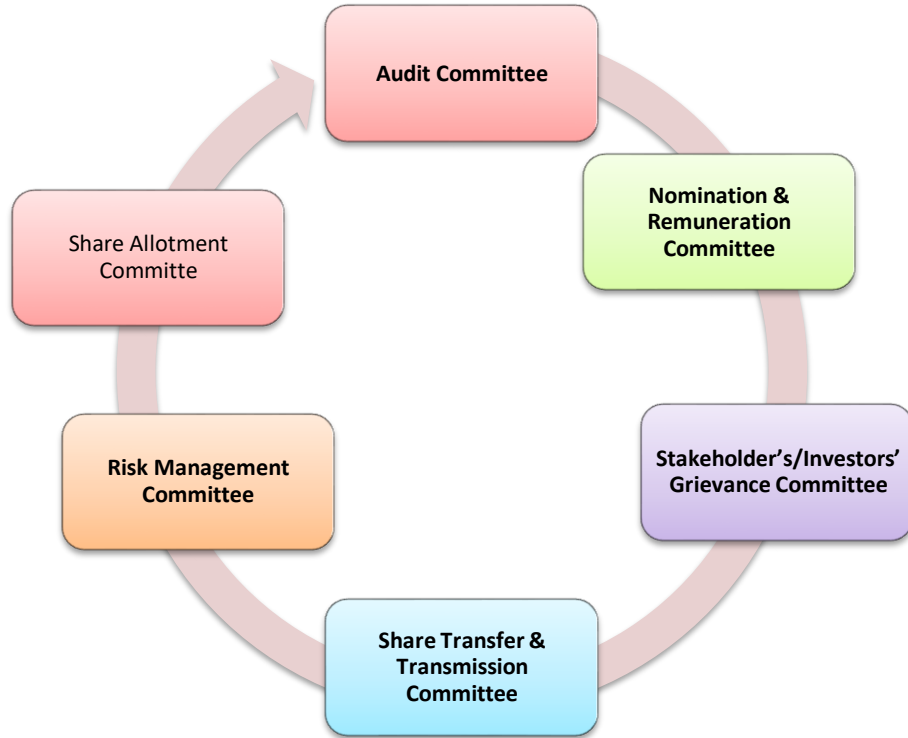 Audit Committee
Nomination &
Remuneration
Committee
Stakeholder’s/Investors’
Grievance Committee
Share Transfer &
Transmission
Committee
Risk Management
Committee
Share Allotment
Committe